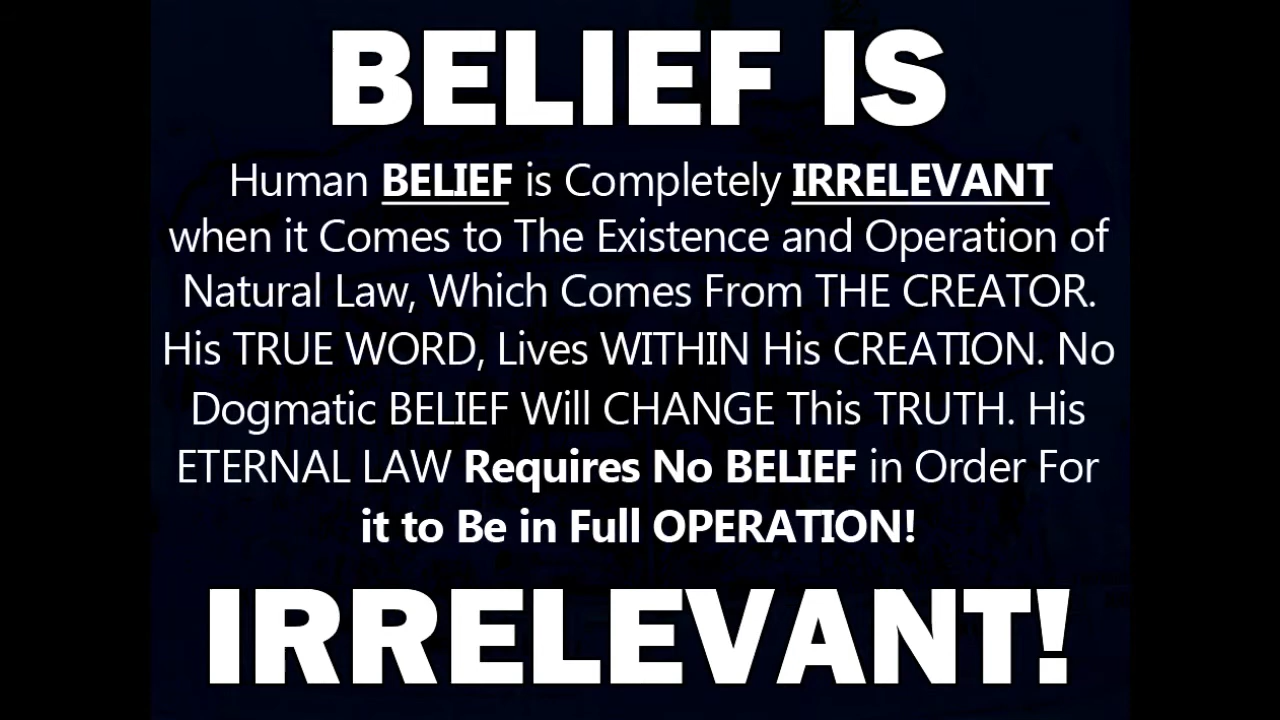 BELIEF IS
Human BELIEF is Completely IRRELEVANT
when it Comes to The Existence and Operation of
Natural Law, Which Comes From THE CREATOR.
His TRUE WORD, Lives WITHIN His CREATION. No
Dogmatic BELIEF Will CHANGE This TRUTH. His
ETERNAL LAW Requires No BELIEF in Order For
it to Be in Full OPERATION!
IRRELEVANT!